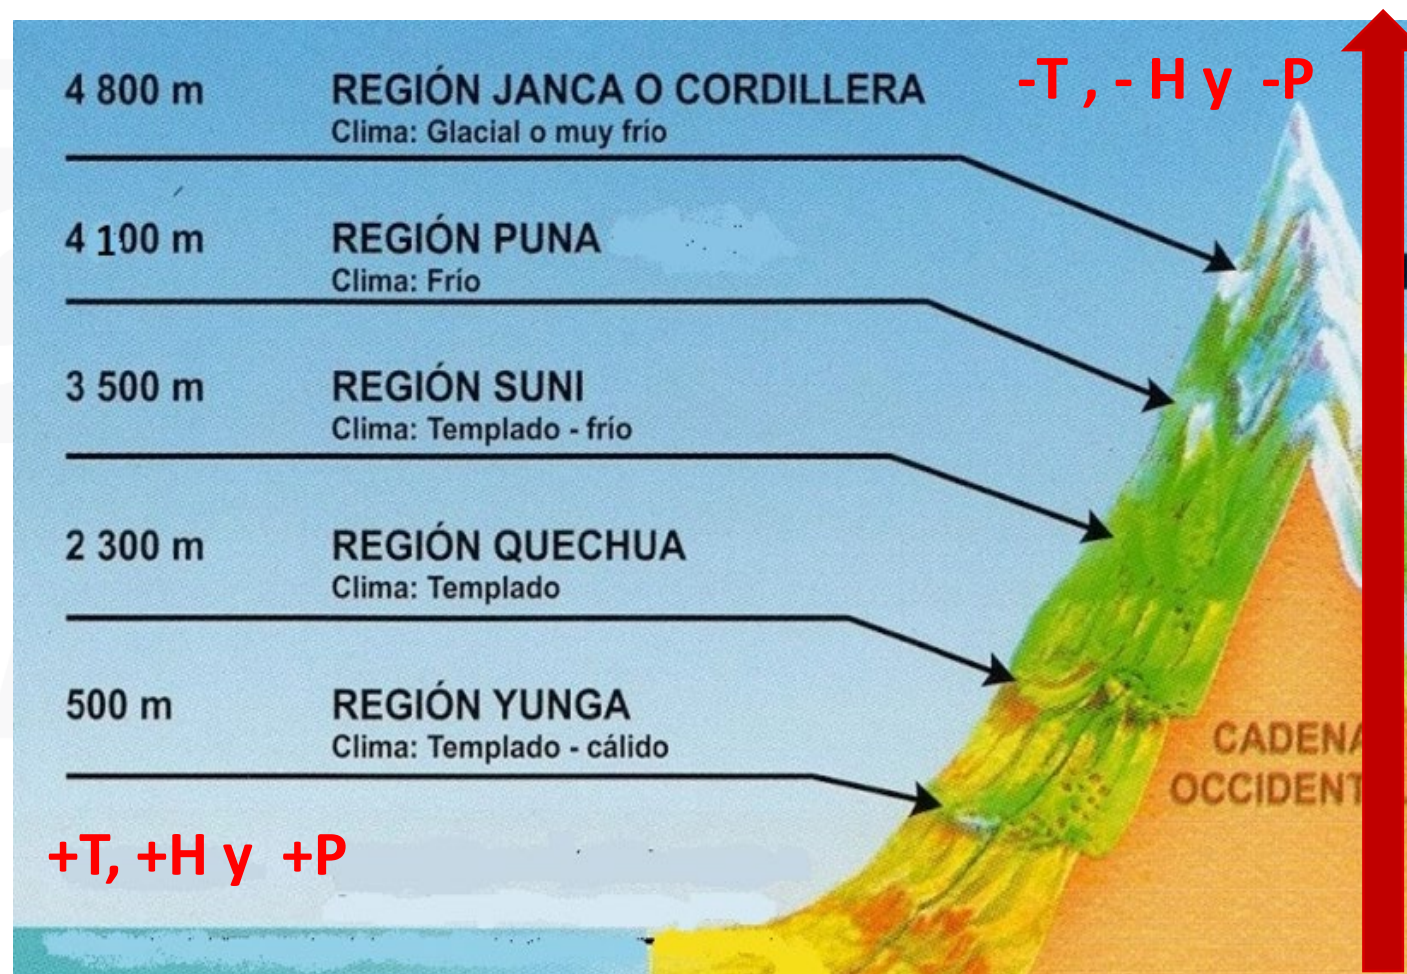 4 800 m REGIÓN JANCA O CORDILLERA
Clima: Glacial o muy frío
-T , - H y -P
4 100 m REGIÓN PUNA
Clima: Frío
3 500 m REGIÓN SUNI
Clima: Templado - frío
2 300 m REGIÓN QUECHUA
Clima: Templado
500 m REGIÓN YUNGA
Clima: Templado - cálido
CADENA
OCCIDENT
+T, +H y +P